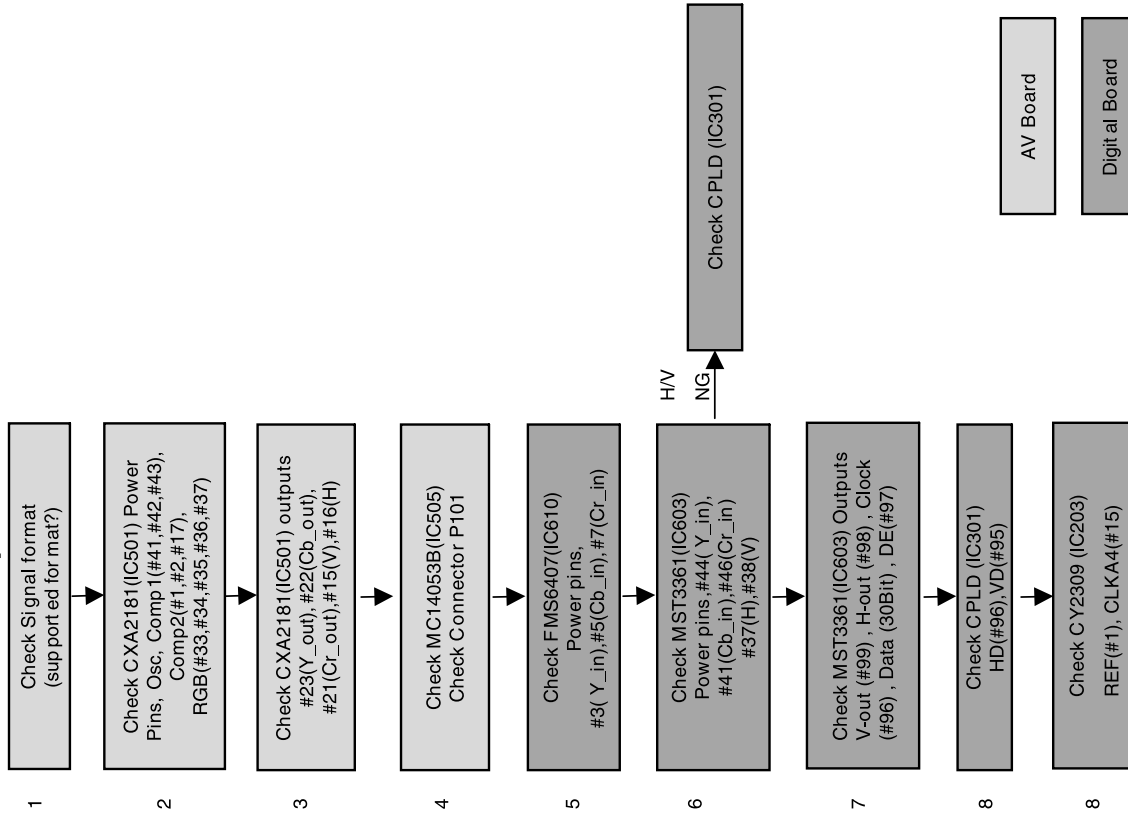 1
Check Signal format
(support ed for mat?)
2
Check CXA2181(IC501) Power
Pins, Osc, Comp1(#41,#42,#43),
Comp2(#1,#2,#17),
RGB(#33,#34,#35,#36,#37)
3
Check CXA2181(IC501) outputs
#23(Y_out),#22(Cb_out),
#21(Cr_out),#15(V),#16(H)
4
Check MC14053B(IC505)
Check Connector P101
5
Check FMS6407(IC610)
Power pins,
#3( Y_in),#5(Cb_in),#7(Cr_in)
6
Check MST3361(IC603)
Power pins,#44( Y_in),
#41(Cb_in),#46(Cr_in)
#37(H),#38(V)
H/V
NG
Check CPLD (IC301)
7
Check MST3361(IC603) Outputs
V-out (#99) , H-out (#98) , Clock
(#96) , Data (30Bit) , DE(#97)
8
Check CPLD (IC301)
HD(#96),VD(#95)
8
Check CY2309 (IC203)
REF(#1), CLKA4(#15)
AV Board
Digit al Board